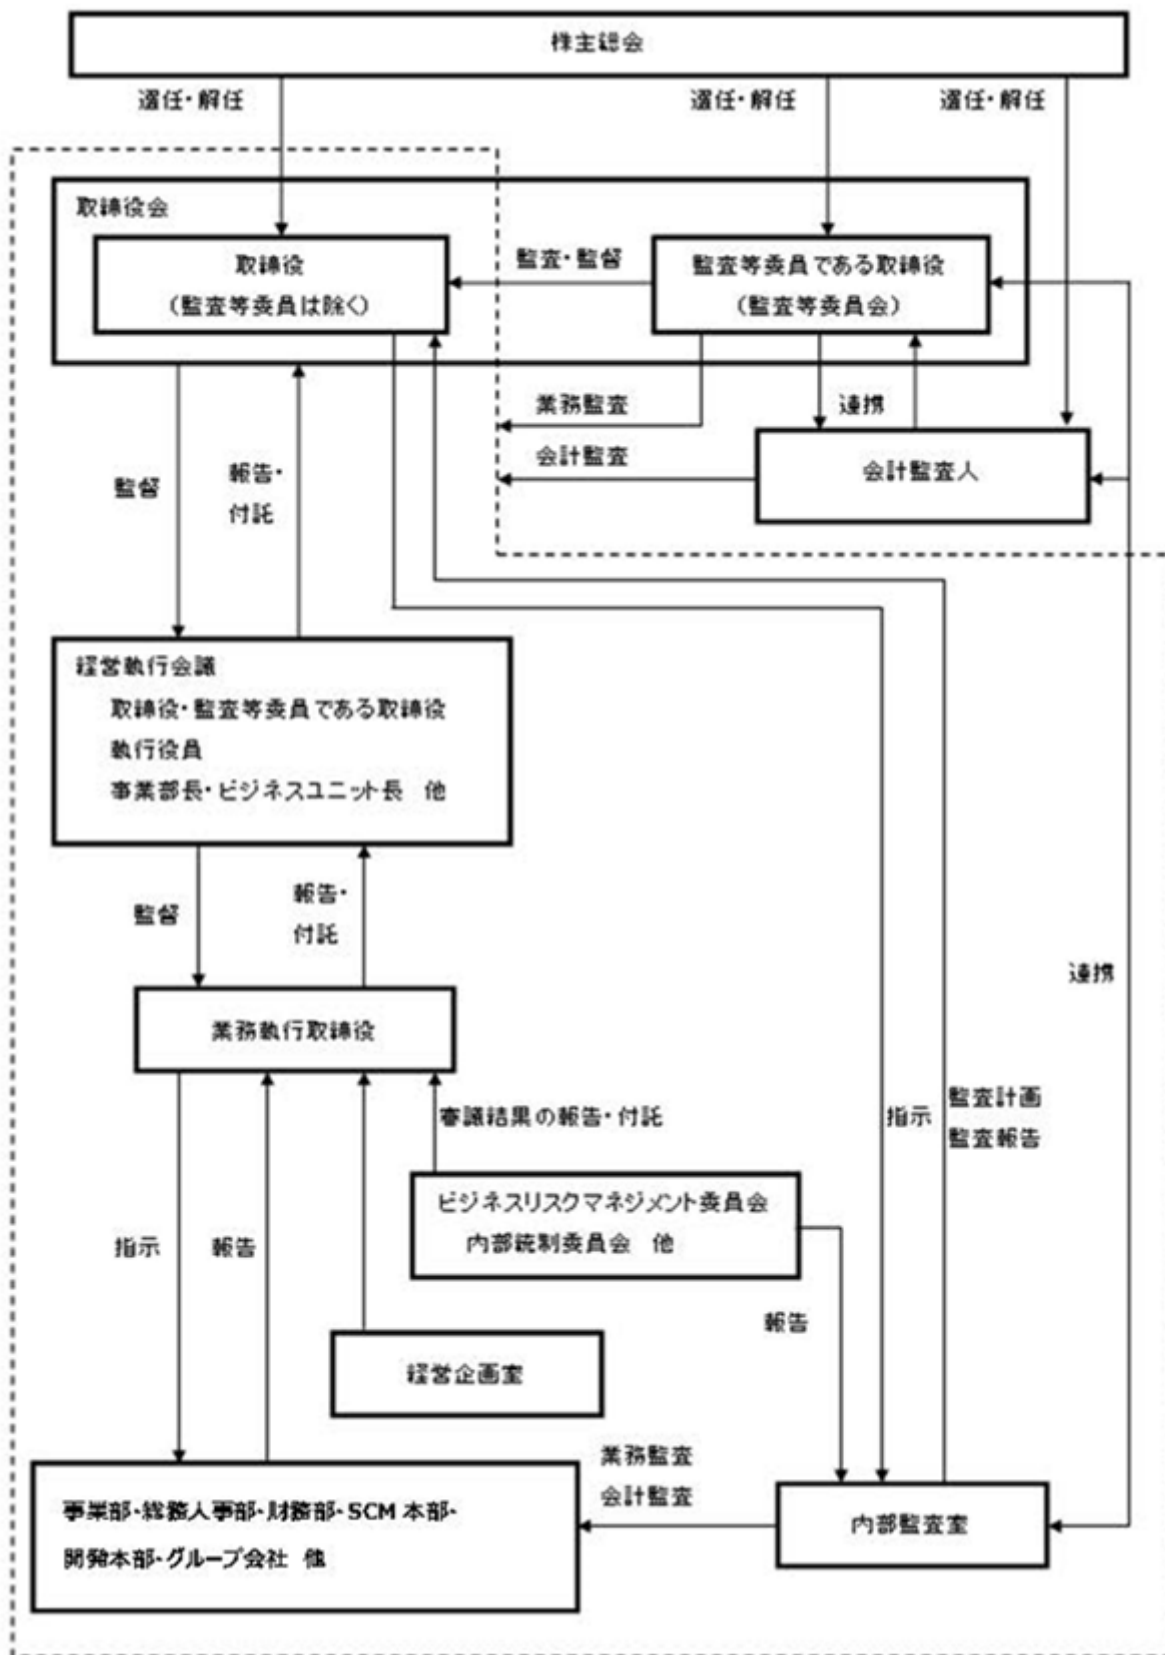 株主総会
選任・解任
選任・解任
選任・解任
取締役会
取締役
（監査等委員は除く）
監査・監督
監査等委員である取締役
（監査等委員会）
業務監査
連携
会計監査
会計監査人
監督
報告・
付託
経営執行会議
取締役・監査等委員である取締役
執行役員
事業部長・ビジネスユニット長　他
監督
報告・
付託
連携
業務執行取締役
審議結果の報告・付託
指示
監査計画
監査報告
ビジネスリスクマネジメント委員会
内部統制委員会　他
指示
報告
報告
経営企画室
業務監査
会計監査
事業部・総務人事部・財務部・SCM 本部・
開発本部・グループ会社　他
内部監査室